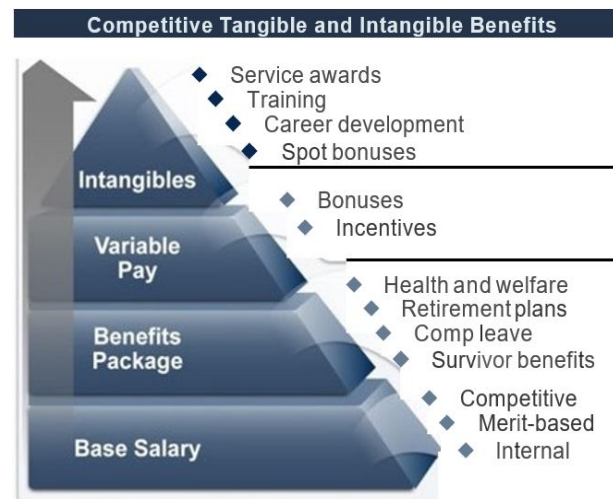 Competitive Tangible and Intangible Benefits
Service awards
Training
Career development
Spot bonuses
Intangibles
Bonuses
Incentives
Variable
Pay
Health and welfare
Retirement plans
Comp leave
Survivor benefits
Benefits
Package
Competitive
Merit-based
Internal
Base Salary